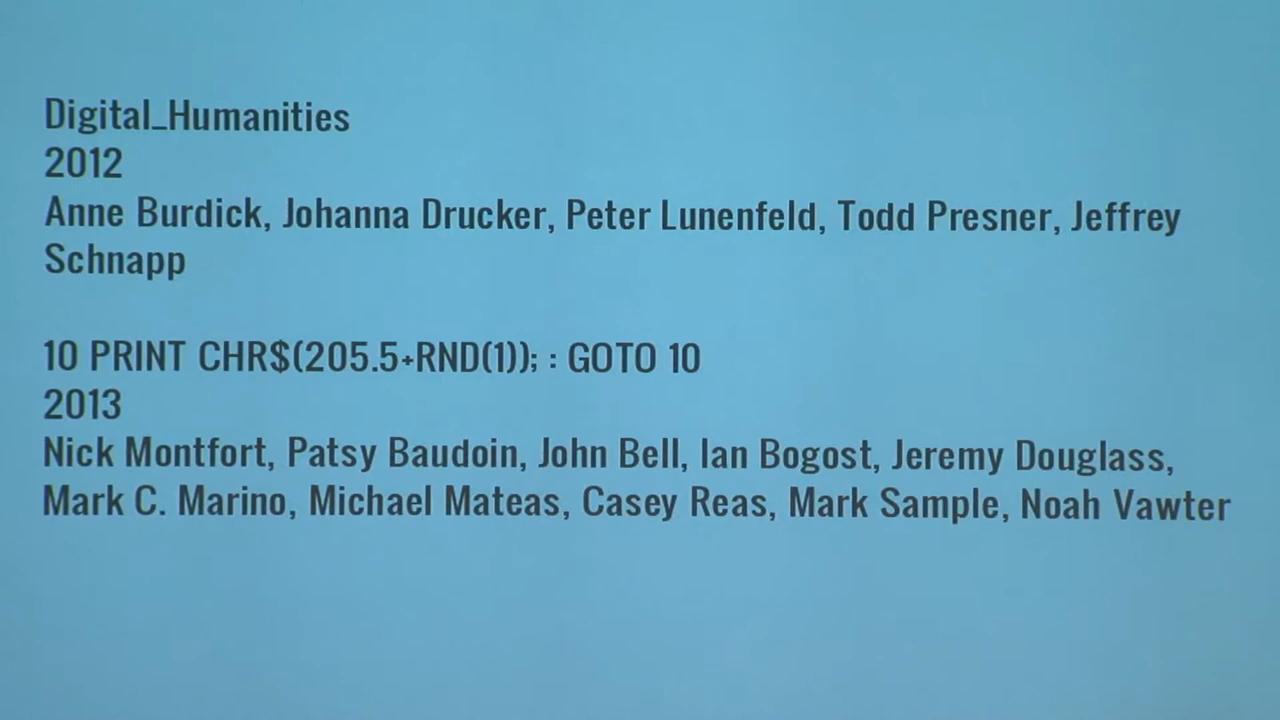 Digital_Humanities
2012
Anne Burdick, Johanna Drucker, Peter Lunenfeld, Todd Presner, Jeffrey
Schnapp
10 PRINT CHR$(205.5+RND(1)); : GOTO 10
2013
Nick Montfort, Patsy Baudoin, John Bell, Ian Bogost, Jeremy Douglass,
Mark C. Marino, Michael Mateas, Casey Reas, Mark Sample, Noah Vawter